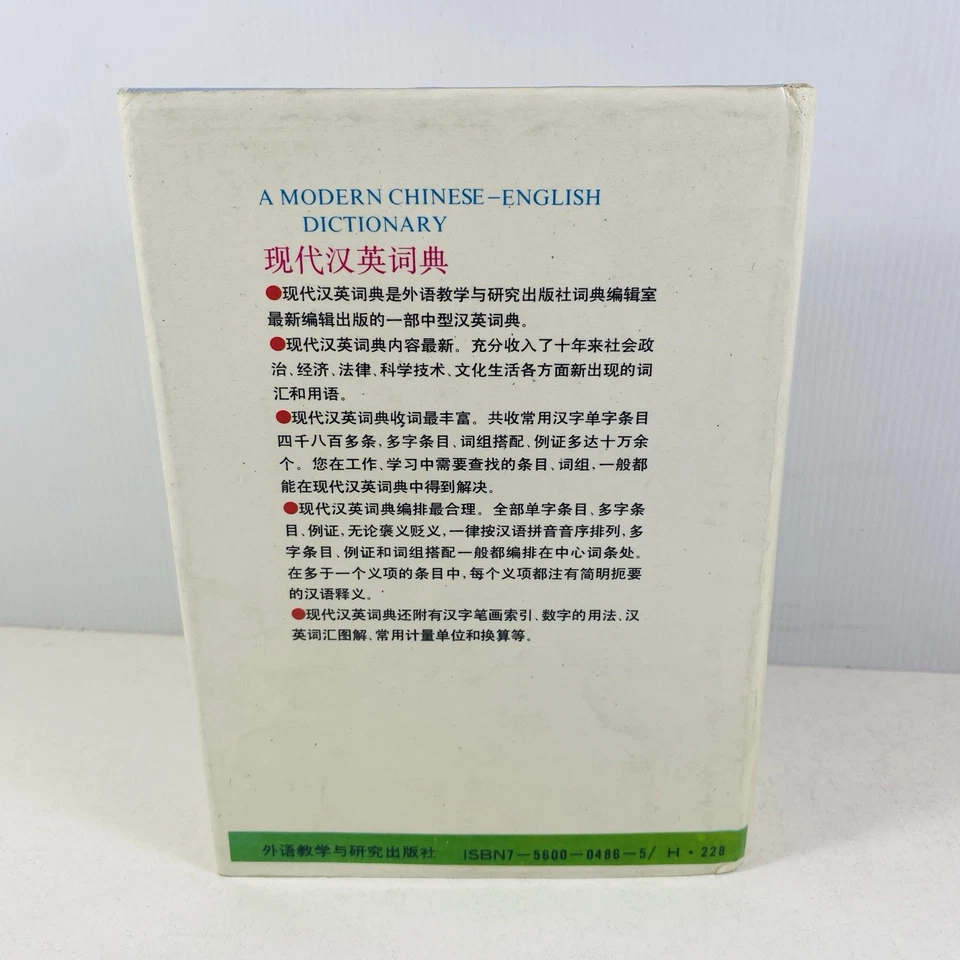 A MODERN CHINESE-ENGLISH
DICTIONARY
现代汉英词典
●现代汉英词典是外语教学与研究出版社词典编辑室
最新编辑出版的一部中型汉英词典。
●现代汉英词典内容最新。充分收入了十年来社会政
治、经济、法律、科学技术、文化生活各方面新出现的词
汇和用语。
●现代汉英词典收词最丰富。共收常用汉字单字条目
四千八百多条,多字条目、词组搭配、例证多达十万余
个。您在工作、学习中需要查找的条目、词组,一般都
能在现代汉英词典中得到解决。
●现代汉英词典编排最合理。全部单字条目、多字条
目、例证,无论褒义贬义,一律按汉语拼音音序排列,多
字条目、例证和词组搭配一般都编排在中心词条处。
在多于一个义项的条目中,每个义项都注有简明扼要
的汉语释义。
●现代汉英词典还附有汉字笔画索引、数字的用法、汉
英词汇图解、常用计量单位和换算等。
外语教学与研究出版社 ISBN7-5600-0486-5/H·228